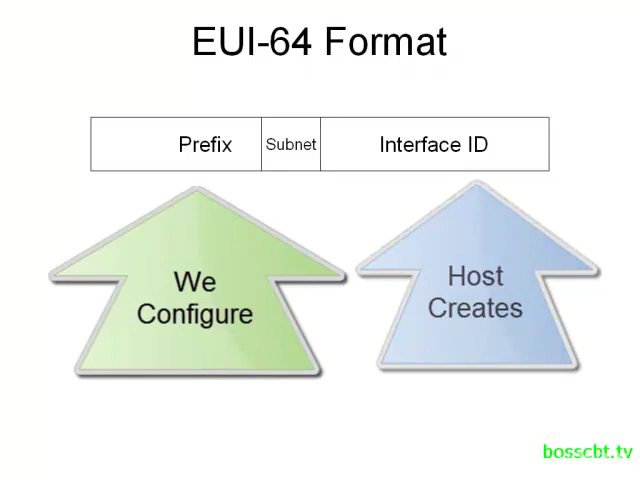 EUI-64 Format
Prefix
Subnet
Interface ID
We
Configure
Host
Creates
bosscbt.tv